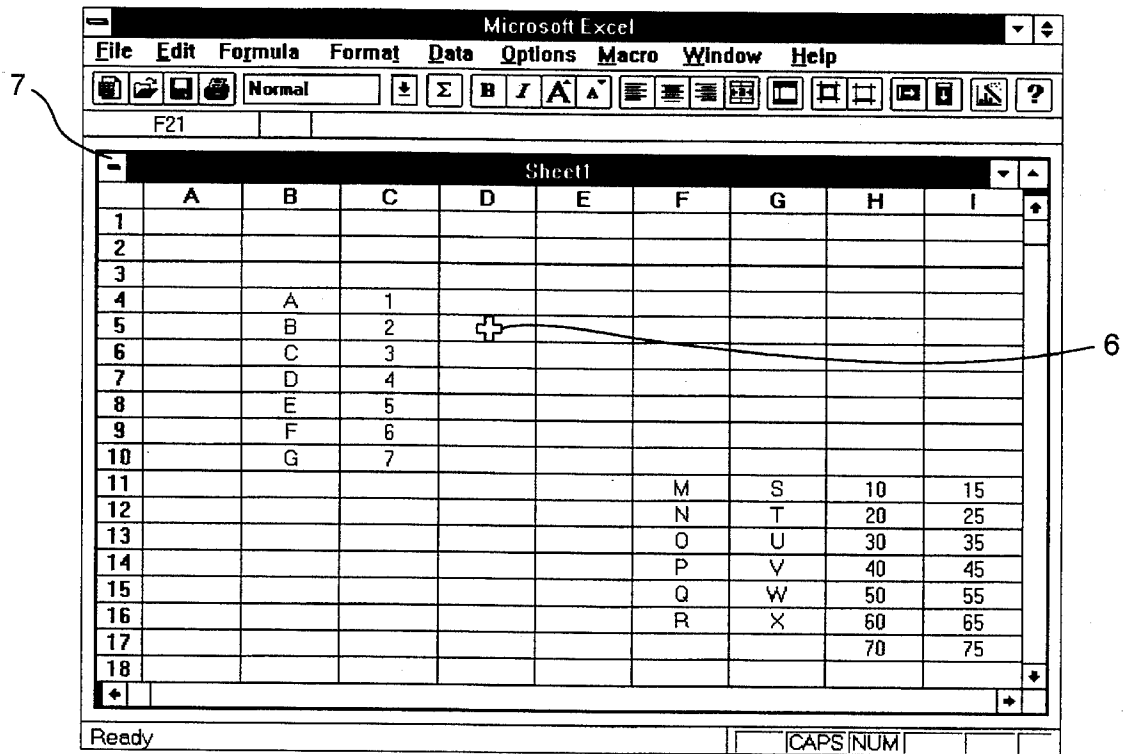 Microsoft Excel
File Edit Formula Format Data Options Macro Window Help
7
Normal Σ B I A A ?
F21
Sheet1
A B C D E F G H I
1
2
3
4 A 1
5 B 2
6 C 3
6
7 D 4
8 E 5
9 F 6
10 G 7
11 M S 10 15
12 N T 20 25
13 O U 30 35
14 P V 40 45
15 Q W 50 55
16 R X 60 65
17 70 75
18
Ready CAPS NUM